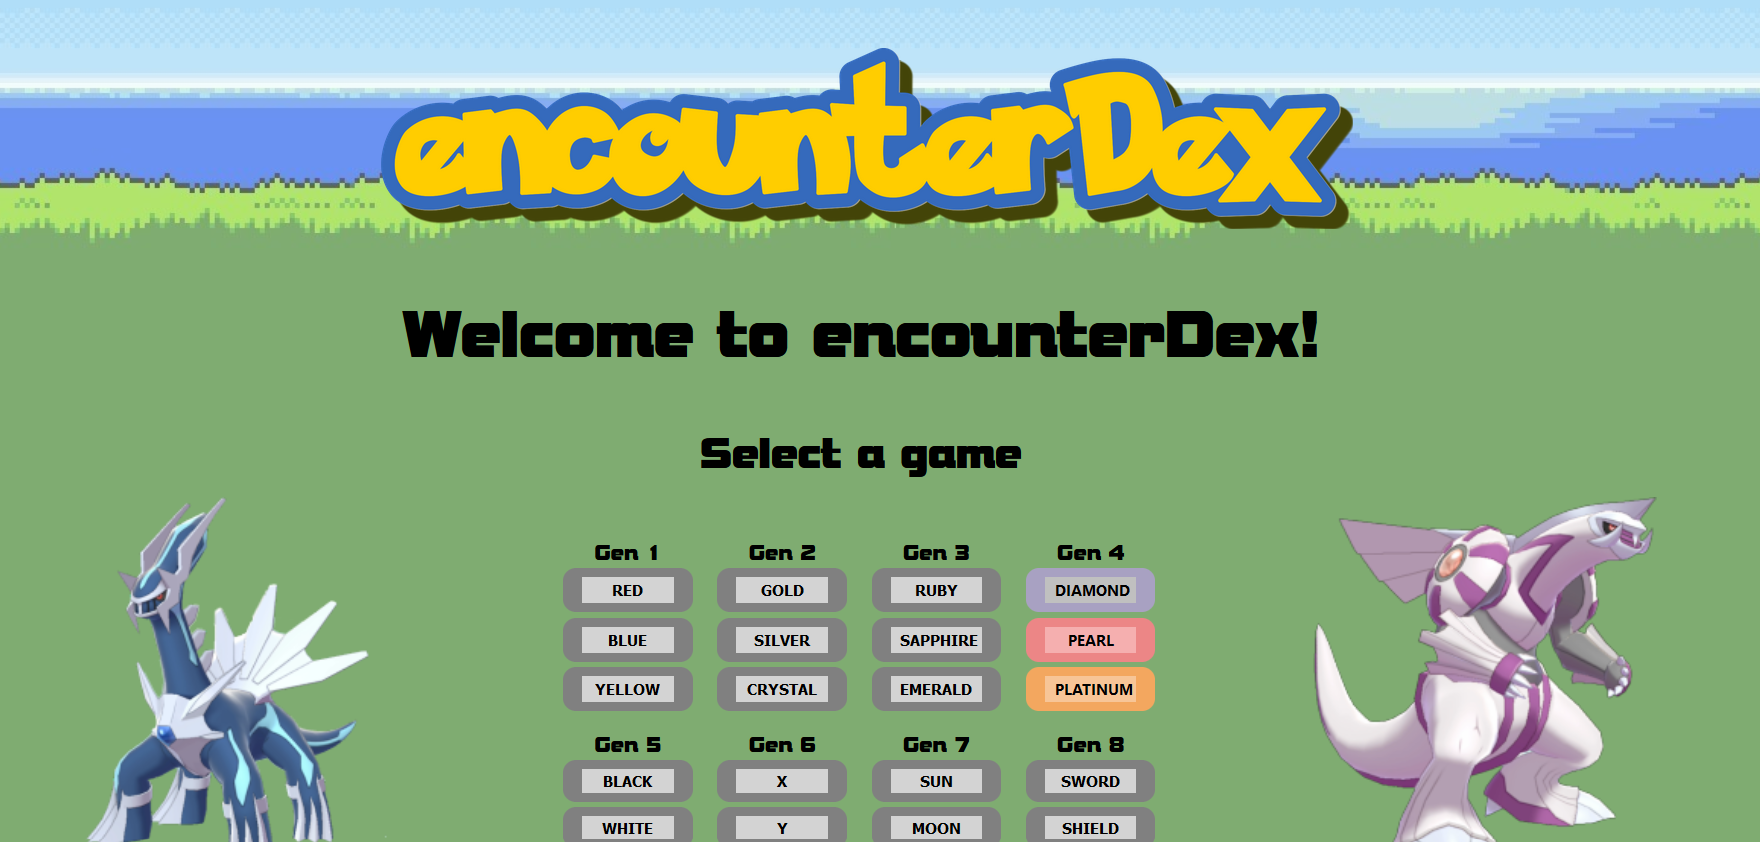 encounterDex
Welcome to encounterDex!
Select a game
Gen 1 Gen 2 Gen 3 Gen 4
RED GOLD RUBY DIAMOND
BLUE SILVER SAPPHIRE PEARL
YELLOW CRYSTAL EMERALD PLATINUM
Gen 5 Gen 6 Gen 7 Gen 8
BLACK X SUN SWORD
WHITE Y MOON SHIELD